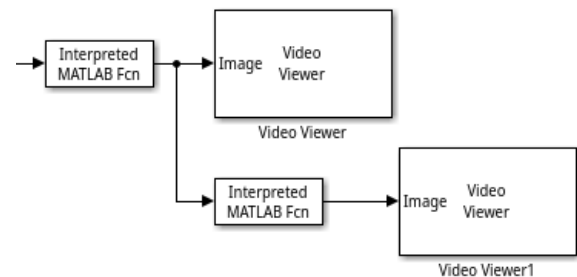 Interpreted
MATLAB Fcn
Image
Video
Viewer
Video Viewer
Interpreted
MATLAB Fcn
Image
Video
Viewer
Video Viewer1